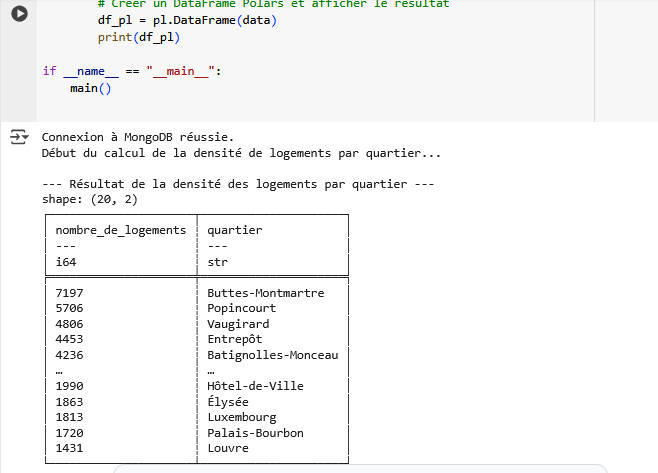 # Créer un DataFrame Polars et afficher le résultat
df_pl = pl.DataFrame(data)
print(df_pl)
if __name__ == "__main__":
main()
Connexion à MongoDB réussie.
Début du calcul de la densité de logements par quartier...
--- Résultat de la densité des logements par quartier ---
shape: (20, 2)
nombre_de_logements quartier
--- ---
i64 str
7197 Buttes-Montmartre
5706 Popincourt
4806 Vaugirard
4453 Entrepôt
4236 Batignolles-Monceau
… …
1990 Hôtel-de-Ville
1863 Élysée
1813 Luxembourg
1720 Palais-Bourbon
1431 Louvre